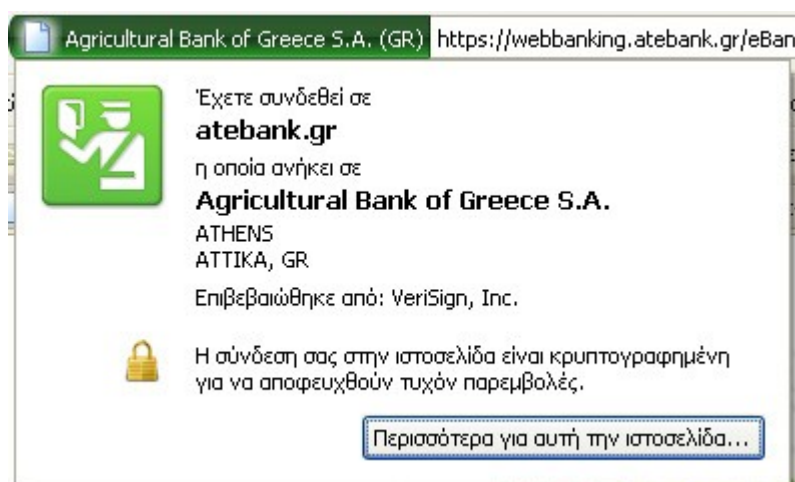 Agricultural Bank of Greece S.A. (GR) https://webbanking.atebank.gr/eBan
Έχετε συνδεθεί σε
atebank.gr
η οποία ανήκει σε
Agricultural Bank of Greece S.A.
ATHENS
ATTIKA, GR
Επιβεβαιώθηκε από: VeriSign, Inc.
Η σύνδεση σας στην ιστοσελίδα είναι κρυπτογραφημένη
για να αποφευχθούν τυχόν παρεμβολές.
Περισσότερα για αυτή την ιστοσελίδα...